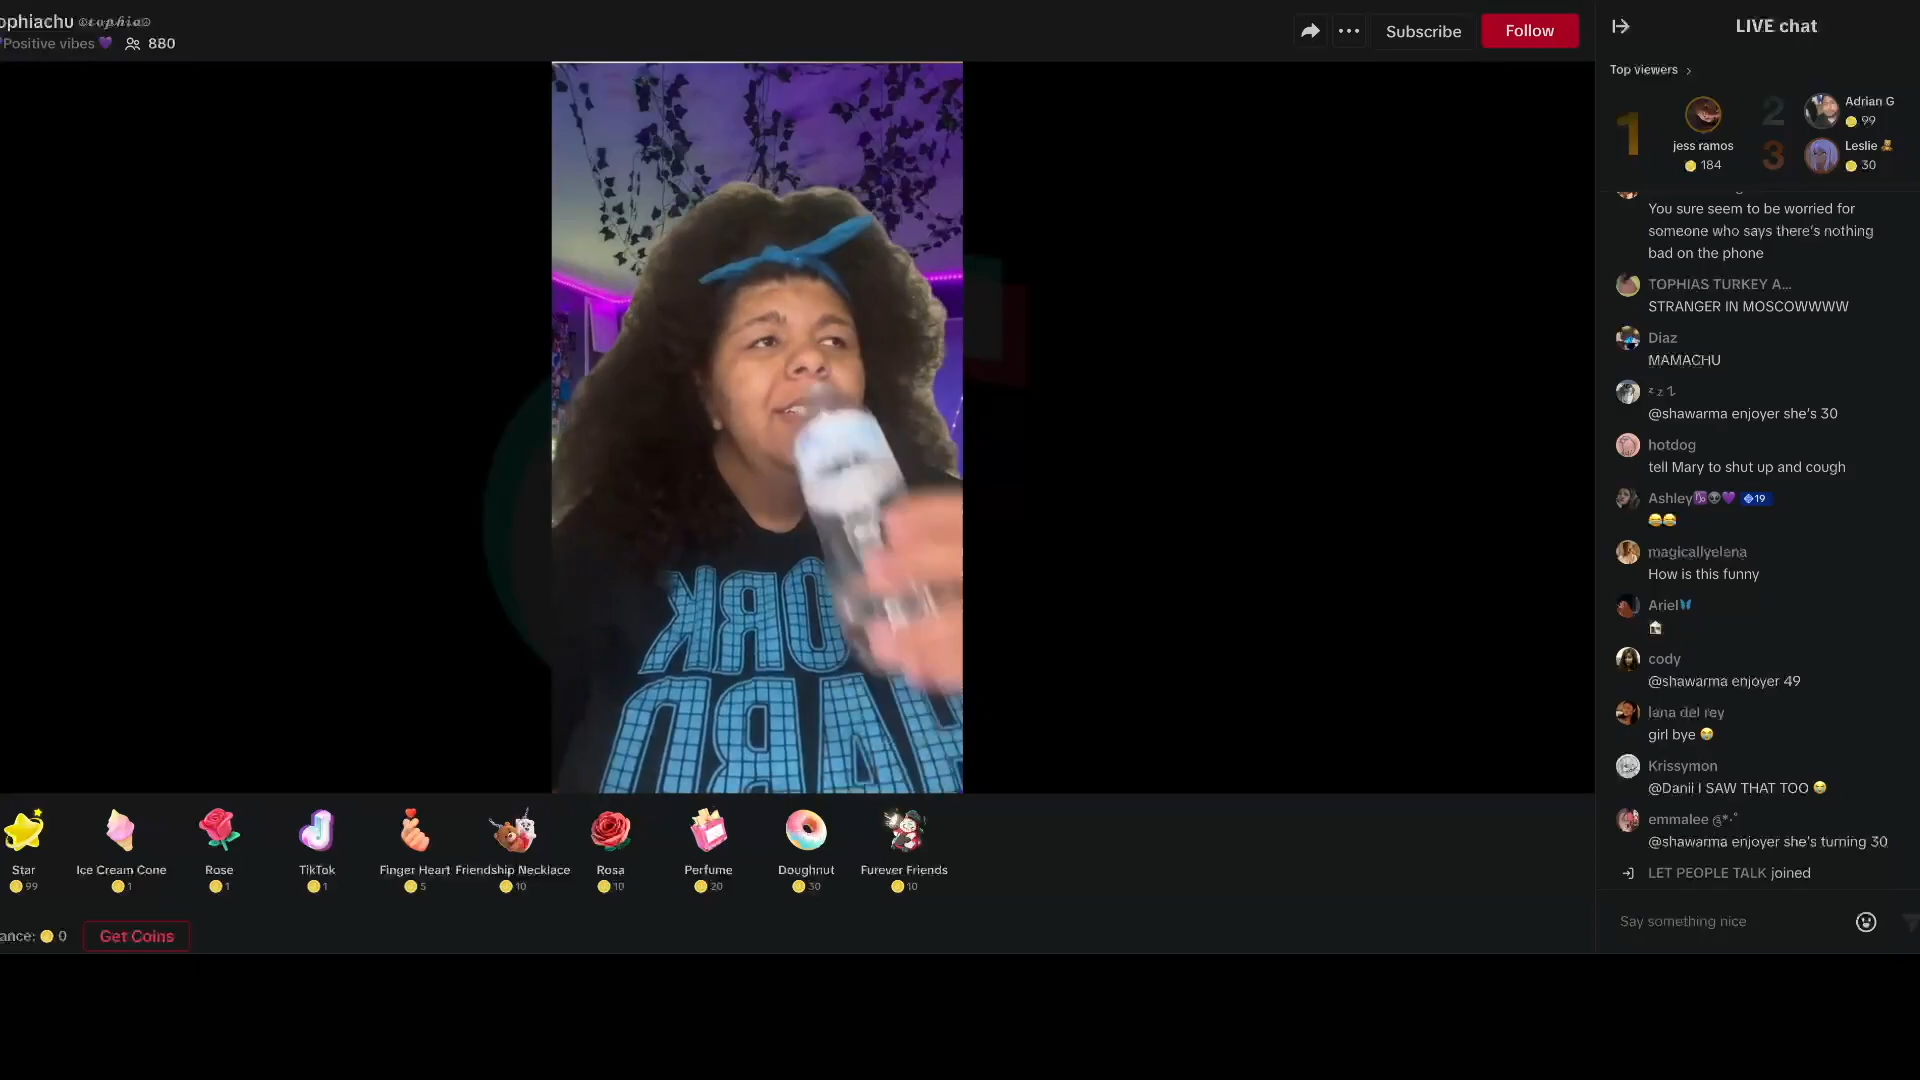 ophiachu @tophia@
Positive vibes 💜 880
Subscribe
Follow
LIVE chat
Top viewers >
1
jess ramos
184
2
Adrian G
99
3
Leslie 🧸
30
You sure seem to be worried for
someone who says there's nothing
bad on the phone
TOPHIAS TURKEY A...
STRANGER IN MOSCOWWWW
Diaz
MAMACHU
ᶻ z Z
@shawarma enjoyer she's 30
hotdog
tell Mary to shut up and cough
Ashley♑👽💜 19
😂😂
magicallyelena
How is this funny
Ariel🦋
🏠
cody
@shawarma enjoyer 49
lana del rey
girl bye 😭
Krissymon
@Danii I SAW THAT TOO 😭
emmalee
@shawarma enjoyer she's turning 30
LET PEOPLE TALK joined
Say something nice
ORK
HARD
Star
99
Ice Cream Cone
1
Rose
1
TikTok
1
Finger Heart
5
Friendship Necklace
10
Rosa
10
Perfume
20
Doughnut
30
Furever Friends
10
ance: 0
Get Coins